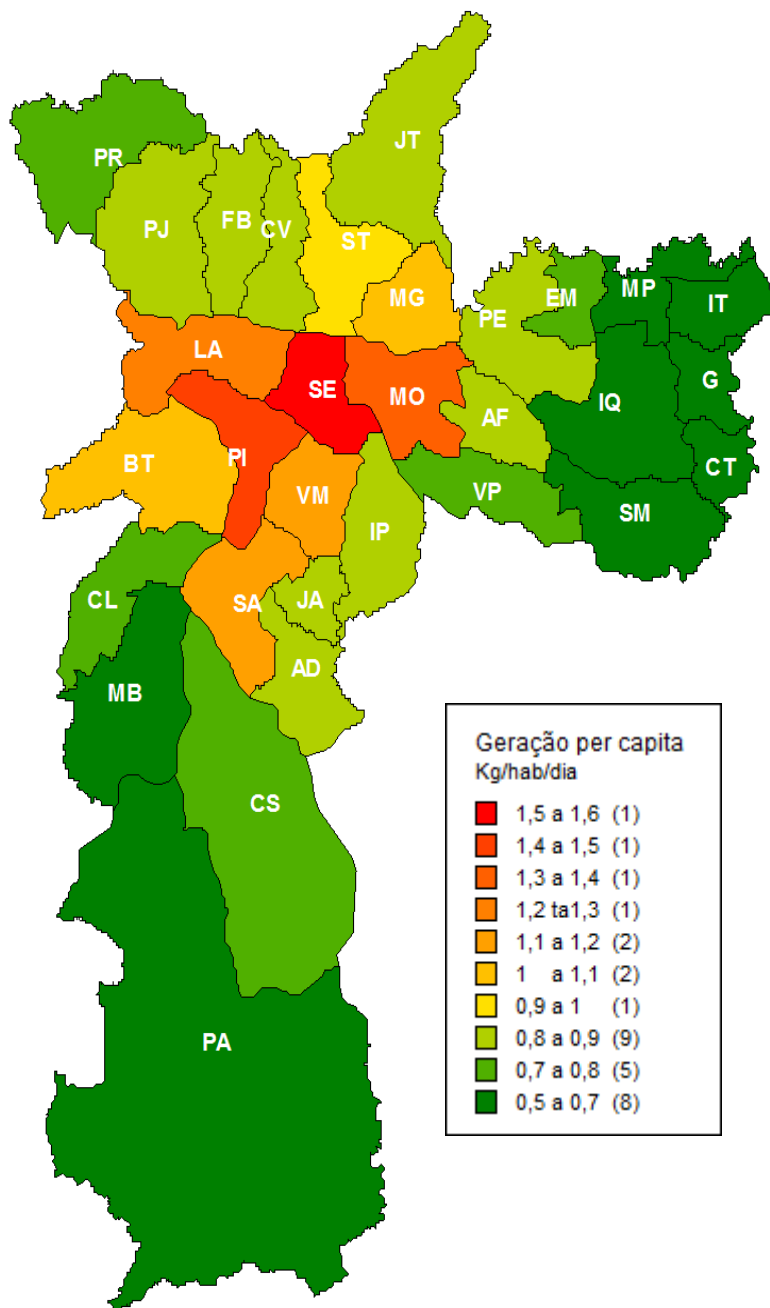 JT
PR
FB
PJ
CV
ST
MG
EM
MP
IT
PE
LA
G
SE
MO
IQ
AF
PI
BT
CT
VM
VP
SM
IP
CL
SA
JA
AD
MB
CS
PA
Geração per capita
Kg/hab/dia
1,5 a 1,6 (1)
1,4 a 1,5 (1)
1,3 a 1,4 (1)
1,2 ta1,3 (1)
1,1 a 1,2 (2)
1 a 1,1 (2)
0,9 a 1 (1)
0,8 a 0,9 (9)
0,7 a 0,8 (5)
0,5 a 0,7 (8)